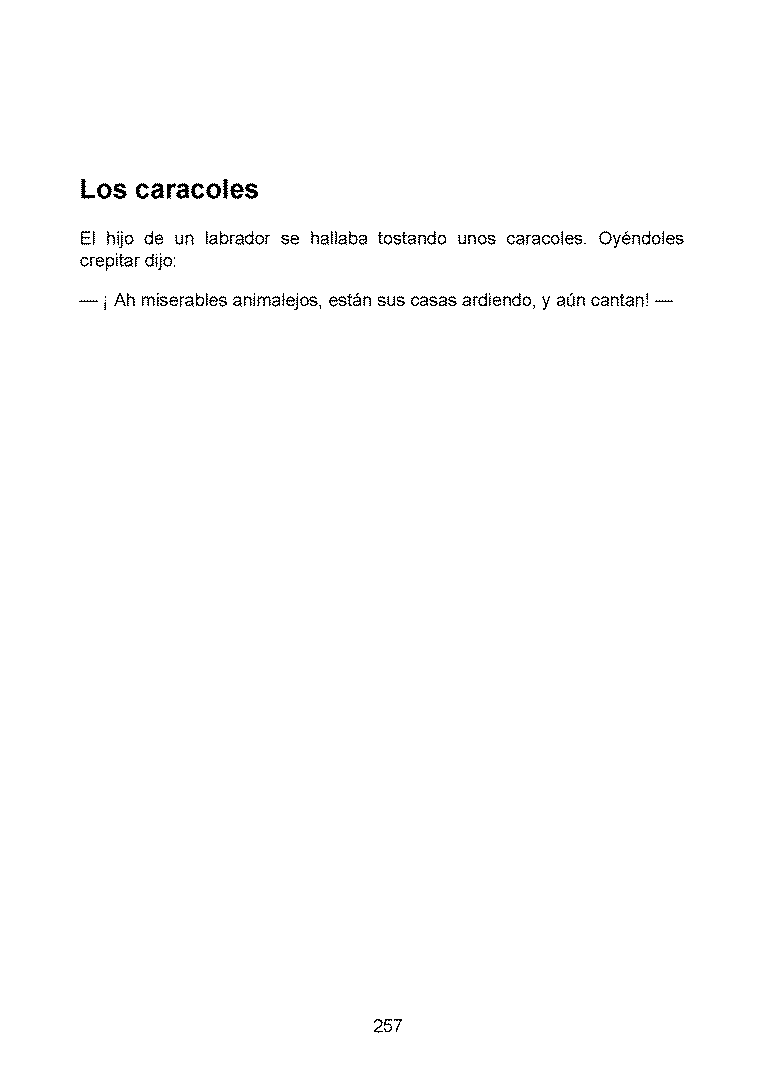 Los caracoles
El hijo de un labrador se hallaba tostando unos caracoles. Oyéndoles
crepitar dijo:
— ¡ Ah miserables animalejos, están sus casas ardiendo, y aún cantan! —
257